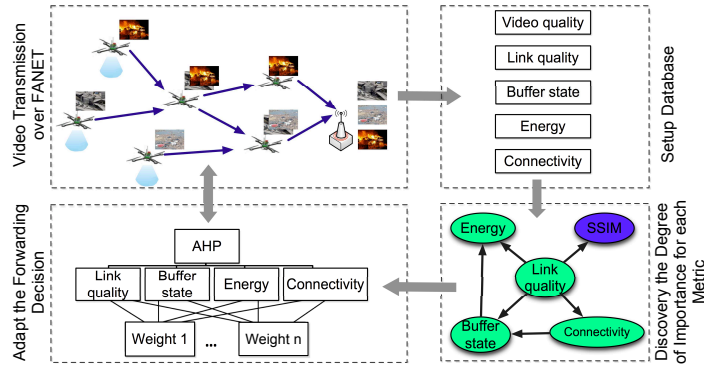 Video Transmission
over FANET
Video quality
Link quality
Buffer state
Energy
Connectivity
Setup Database
Adapt the Forwarding
Decision
AHP
Link
quality
Buffer
state
Energy
Connectivity
Weight 1
...
Weight n
Energy
SSIM
Link
quality
Buffer
state
Connectivity
Discovery the Degree
of Importance for each
Metric